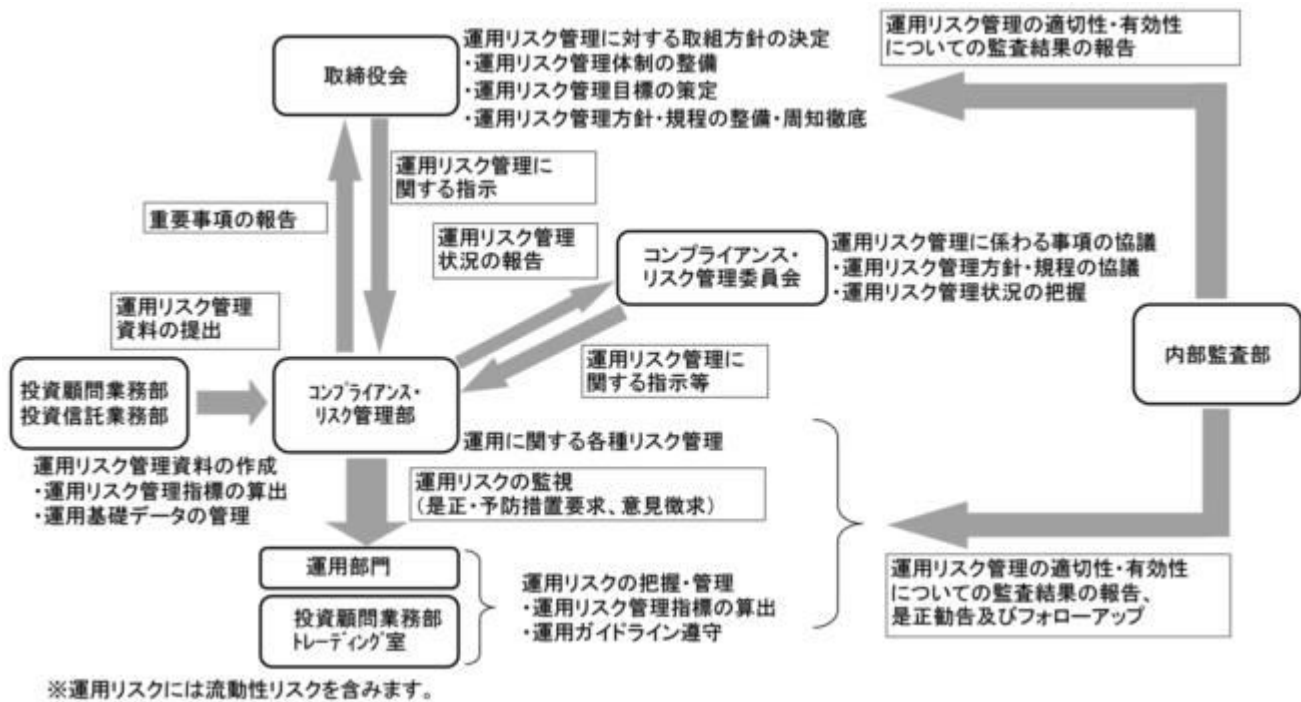 取締役会
運用リスク管理に対する取組方針の決定
・運用リスク管理体制の整備
・運用リスク管理目標の策定
・運用リスク管理方針・規程の整備・周知徹底
運用リスク管理の適切性・有効性
についての監査結果の報告
運用リスク管理に
関する指示
重要事項の報告
運用リスク管理
状況の報告
コンプライアンス・
リスク管理委員会
運用リスク管理に係わる事項の協議
・運用リスク管理方針・規程の協議
・運用リスク管理状況の把握
運用リスク管理
資料の提出
運用リスク管理に
関する指示等
内部監査部
投資顧問業務部
投資信託業務部
コンプライアンス・
リスク管理部
運用に関する各種リスク管理
運用リスク管理資料の作成
・運用リスク管理指標の算出
・運用基礎データの管理
運用リスクの監視
(是正・予防措置要求、意見徴求)
運用部門
投資顧問業務部
トレーディング室
運用リスクの把握・管理
・運用リスク管理指標の算出
・運用ガイドライン遵守
運用リスク管理の適切性・有効性
についての監査結果の報告、
是正勧告及びフォローアップ
※運用リスクには流動性リスクを含みます。